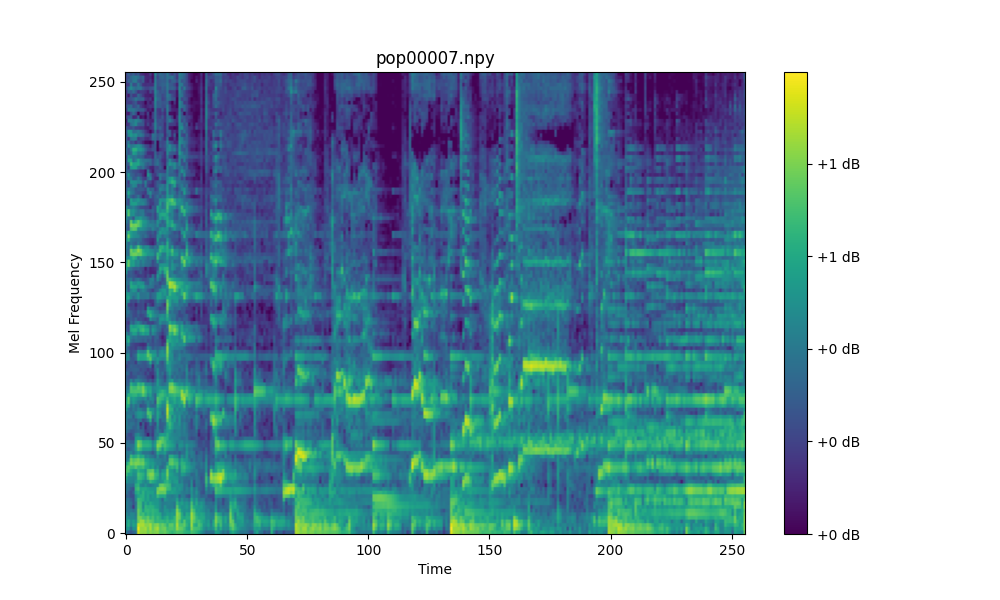 pop00007.npy
Mel Frequency
250
200
150
100
50
0
0 50 100 150 200 250
Time
+1 dB
+1 dB
+0 dB
+0 dB
+0 dB